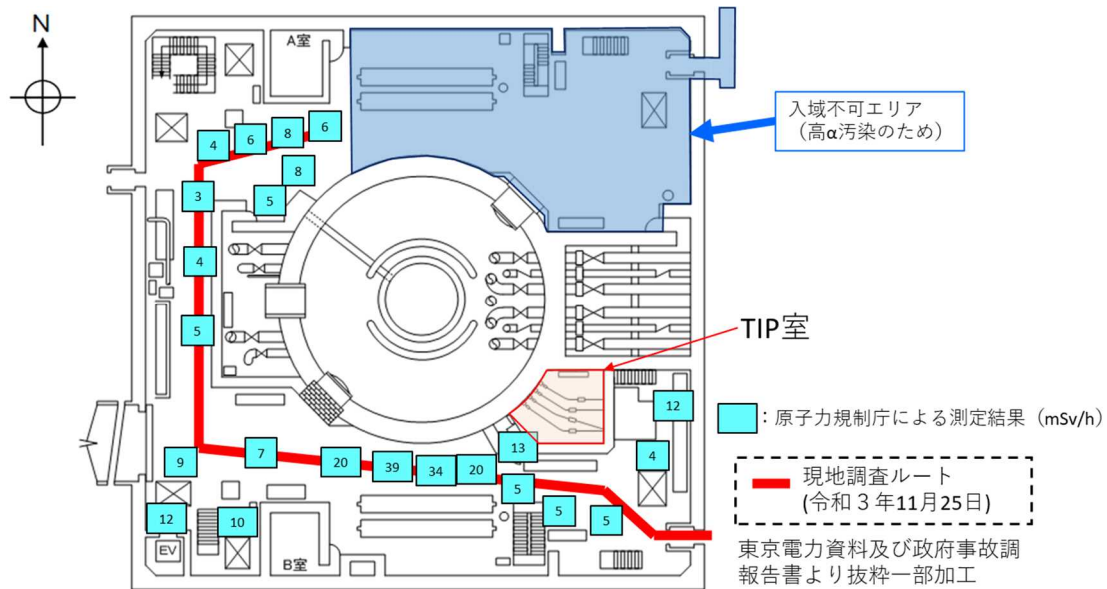 N
A室
入域不可エリア
（高α汚染のため）
6
8
6
4
8
5
3
4
5
TIP室
12
：原子力規制庁による測定結果（mSv/h）
13
4
9
7
20
39
34
20
5
5
5
12
10
EV
B室
現地調査ルート
(令和３年11月25日)
東京電力資料及び政府事故調
報告書より抜粋一部加工